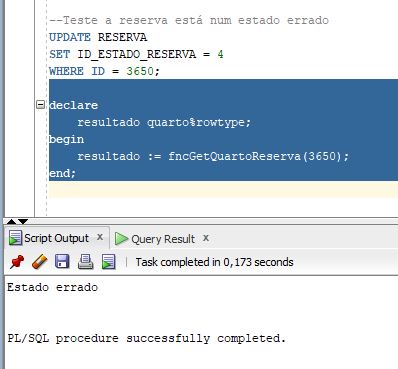 --Teste a reserva está num estado errado
UPDATE RESERVA
SET ID_ESTADO_RESERVA = 4
WHERE ID = 3650;
declare
resultado quarto%rowtype;
begin
resultado := fncGetQuartoReserva(3650);
end;
Script Output x Query Result x
Task completed in 0,173 seconds
Estado errado
PL/SQL procedure successfully completed.